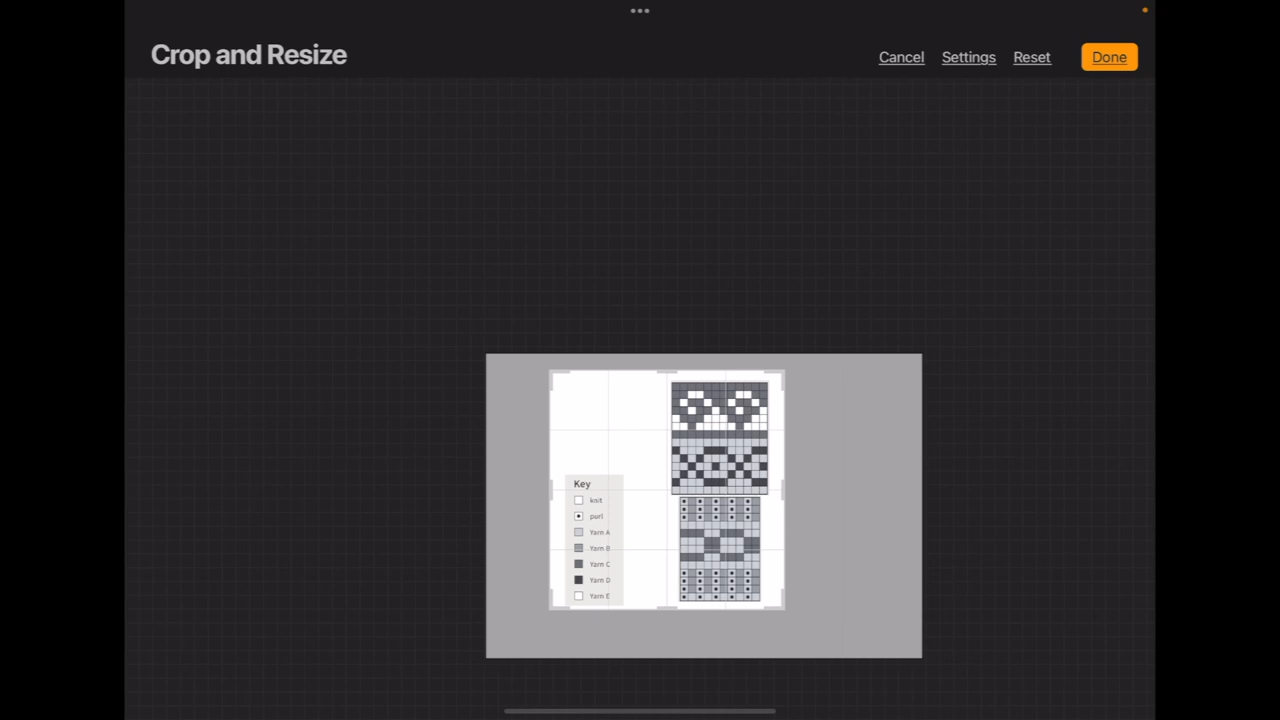 Crop and Resize
Cancel Settings Reset Done
Key
knit
purl
Yarn A
Yarn B
Yarn C
Yarn D
Yarn E